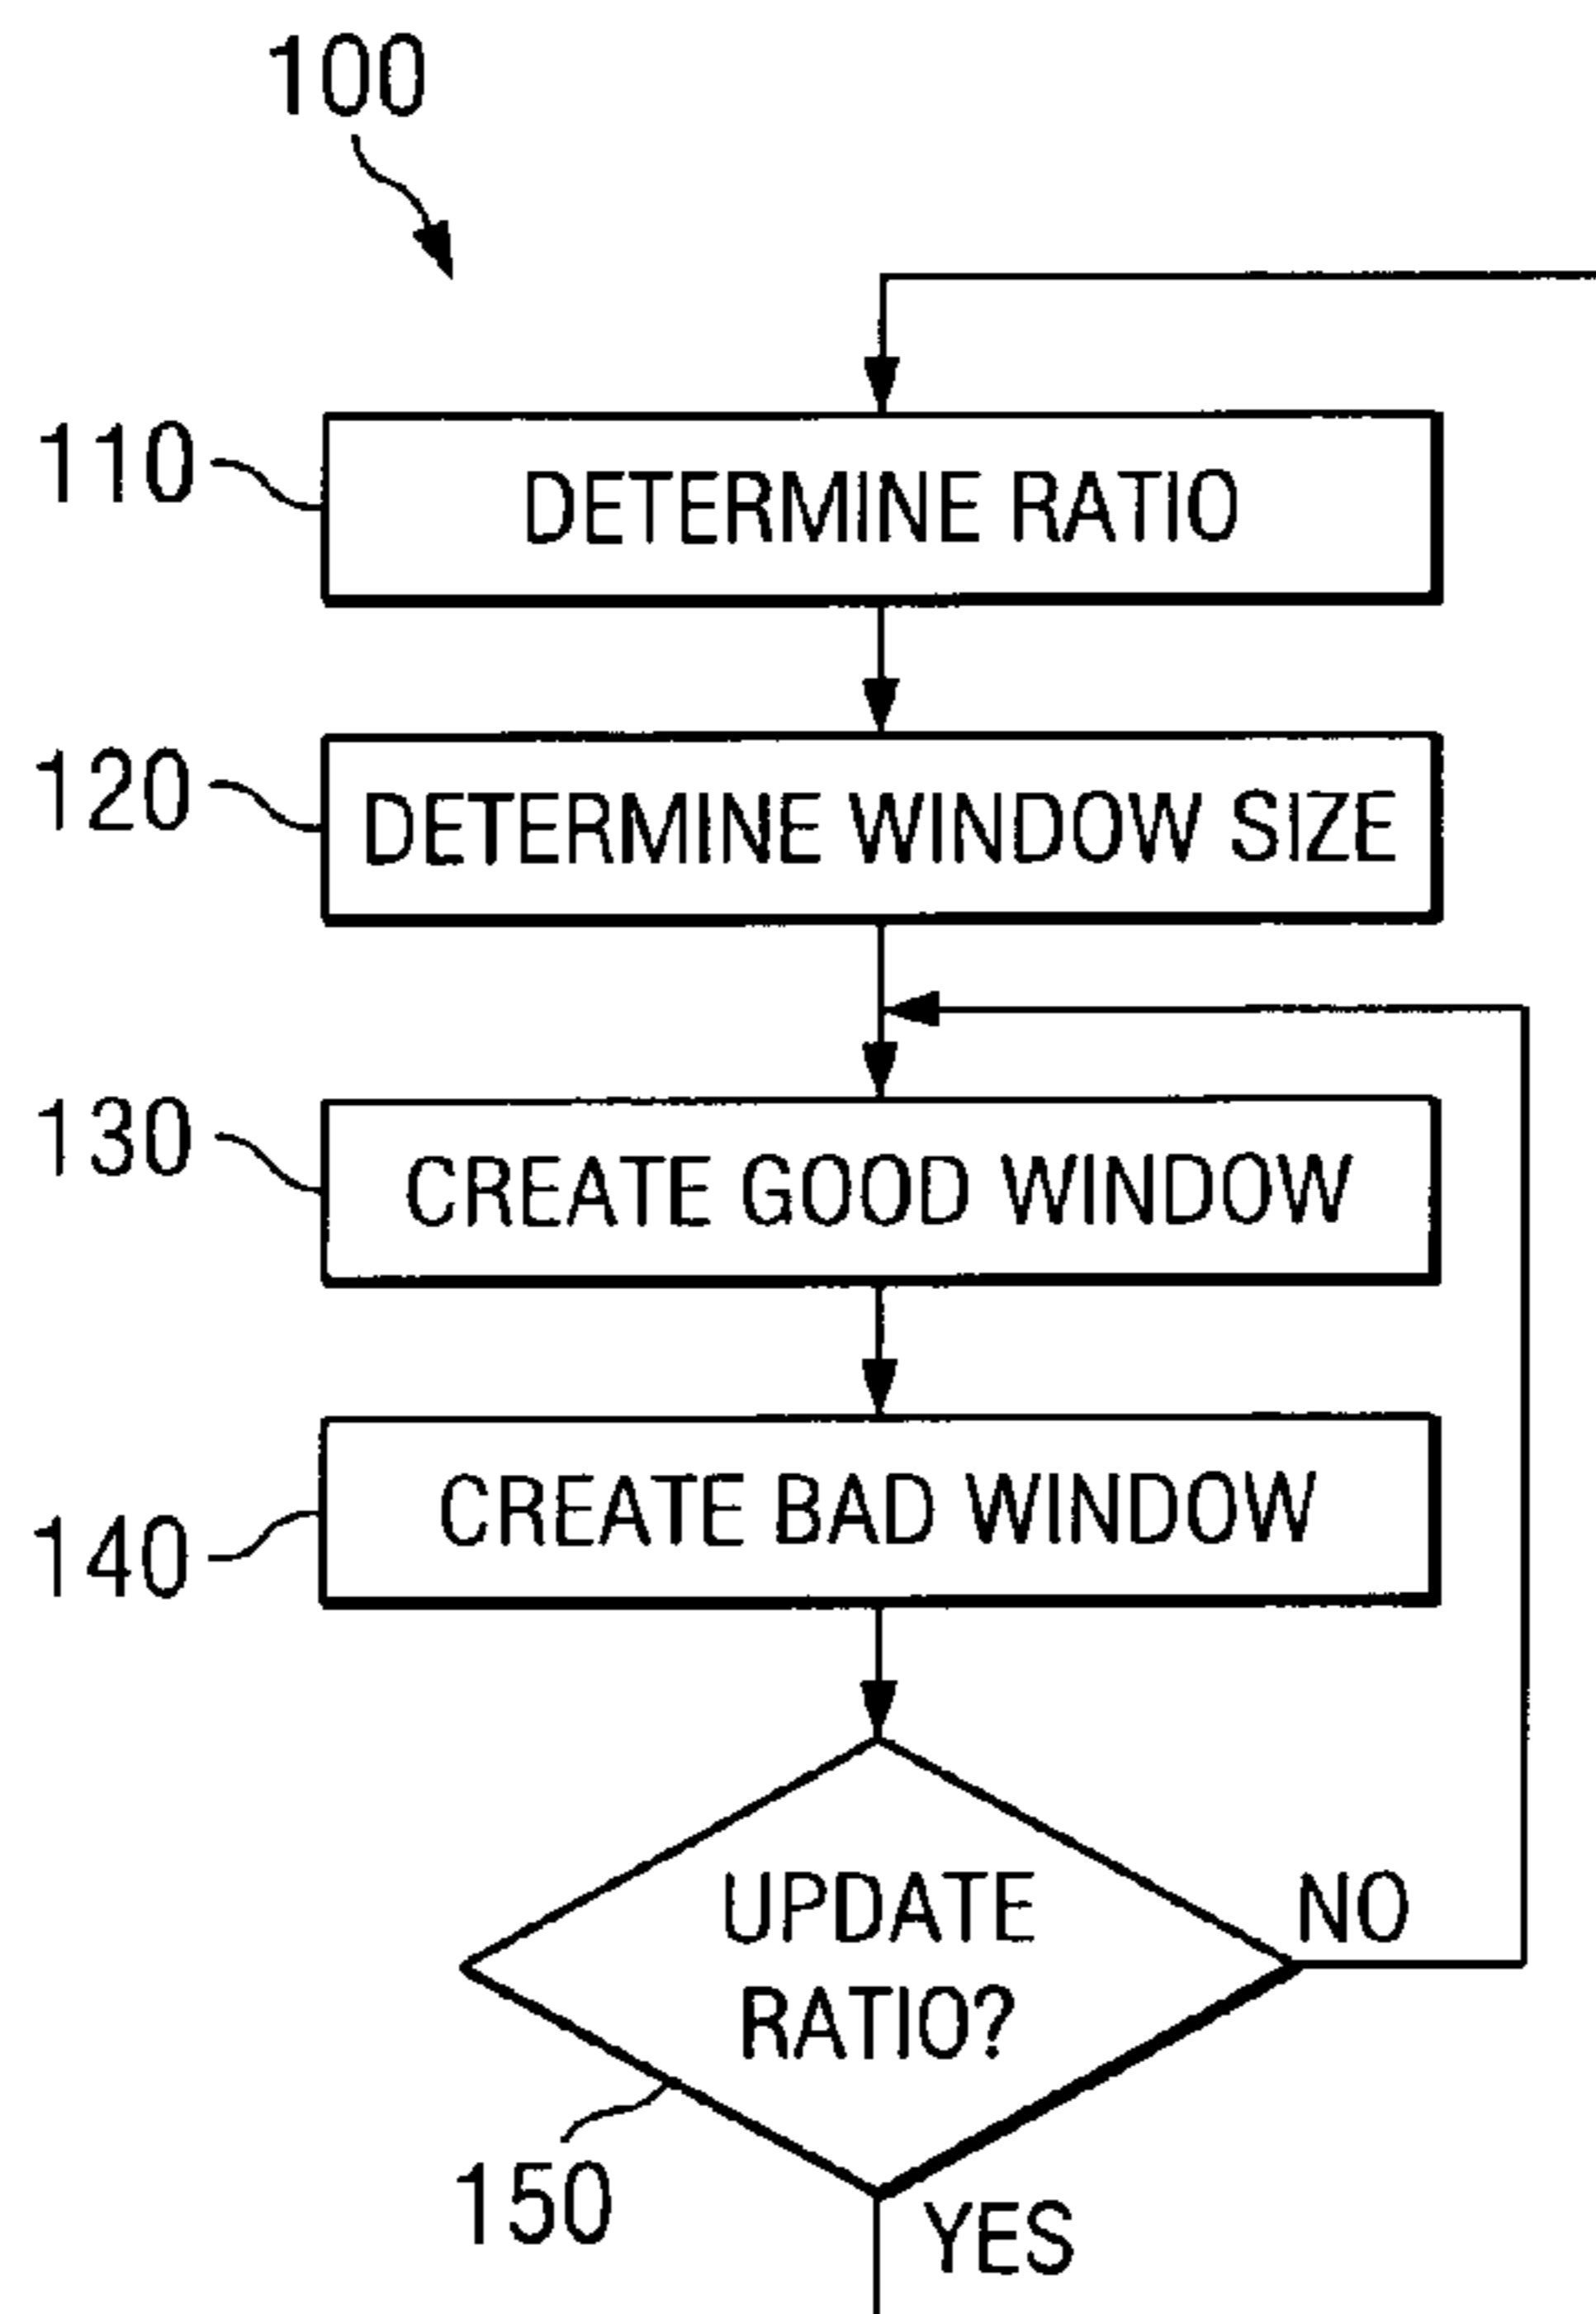 100
110
DETERMINE RATIO
120
DETERMINE WINDOW SIZE
130
CREATE GOOD WINDOW
140
CREATE BAD WINDOW
UPDATE
RATIO?
NO
150
YES